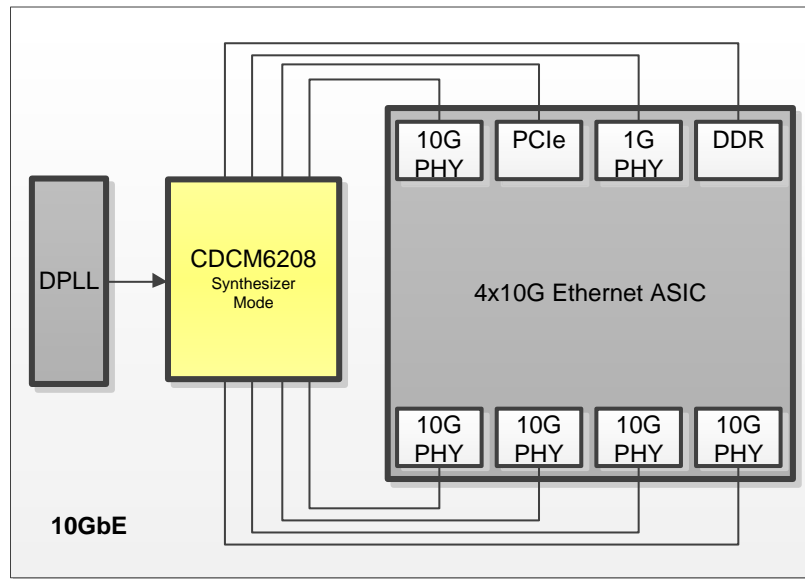 10G
PHY
PCIe
1G
PHY
DDR
DPLL
CDCM6208
Synthesizer
Mode
4x10G Ethernet ASIC
10G
PHY
10G
PHY
10G
PHY
10G
PHY
10GbE